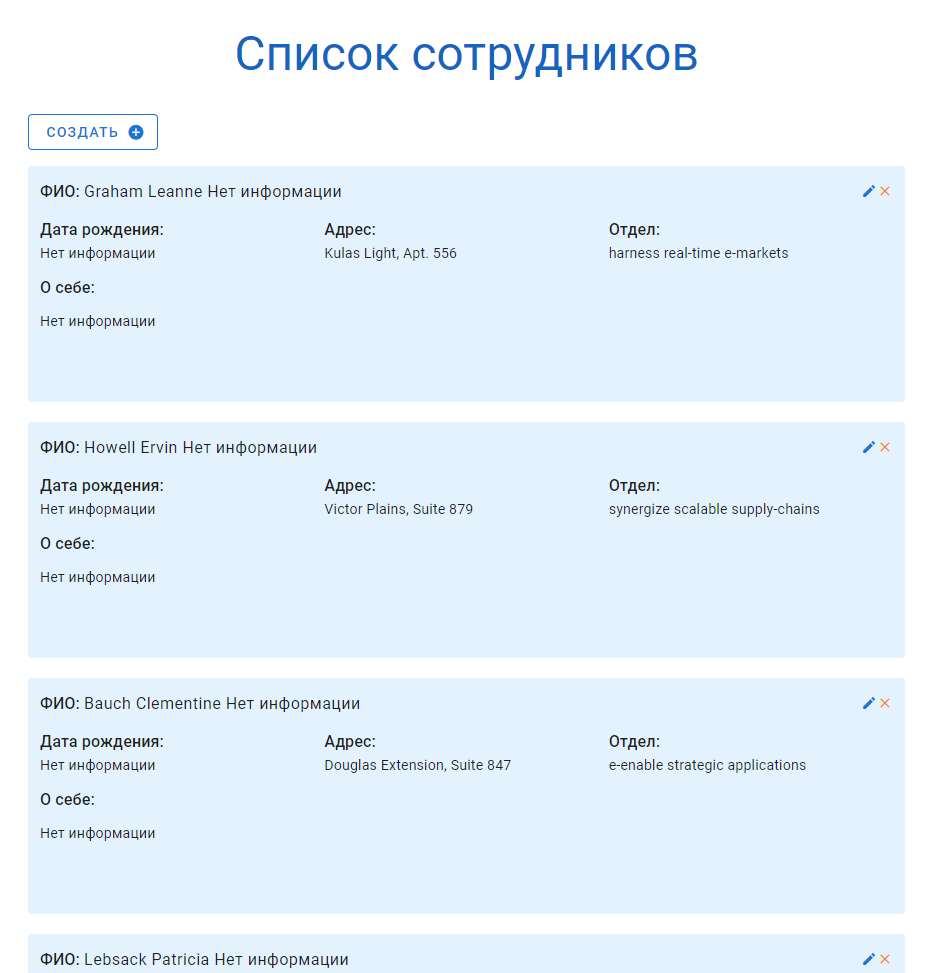 Список сотрудников
СОЗДАТЬ
ФИО: Graham Leanne Нет информации
Дата рождения: Адрес: Отдел:
Нет информации Kulas Light, Apt. 556 harness real-time e-markets
О себе:
Нет информации
ФИО: Howell Ervin Нет информации
Дата рождения: Адрес: Отдел:
Нет информации Victor Plains, Suite 879 synergize scalable supply-chains
О себе:
Нет информации
ФИО: Bauch Clementine Нет информации
Дата рождения: Адрес: Отдел:
Нет информации Douglas Extension, Suite 847 e-enable strategic applications
О себе:
Нет информации
ФИО: Lebsack Patricia Нет информации